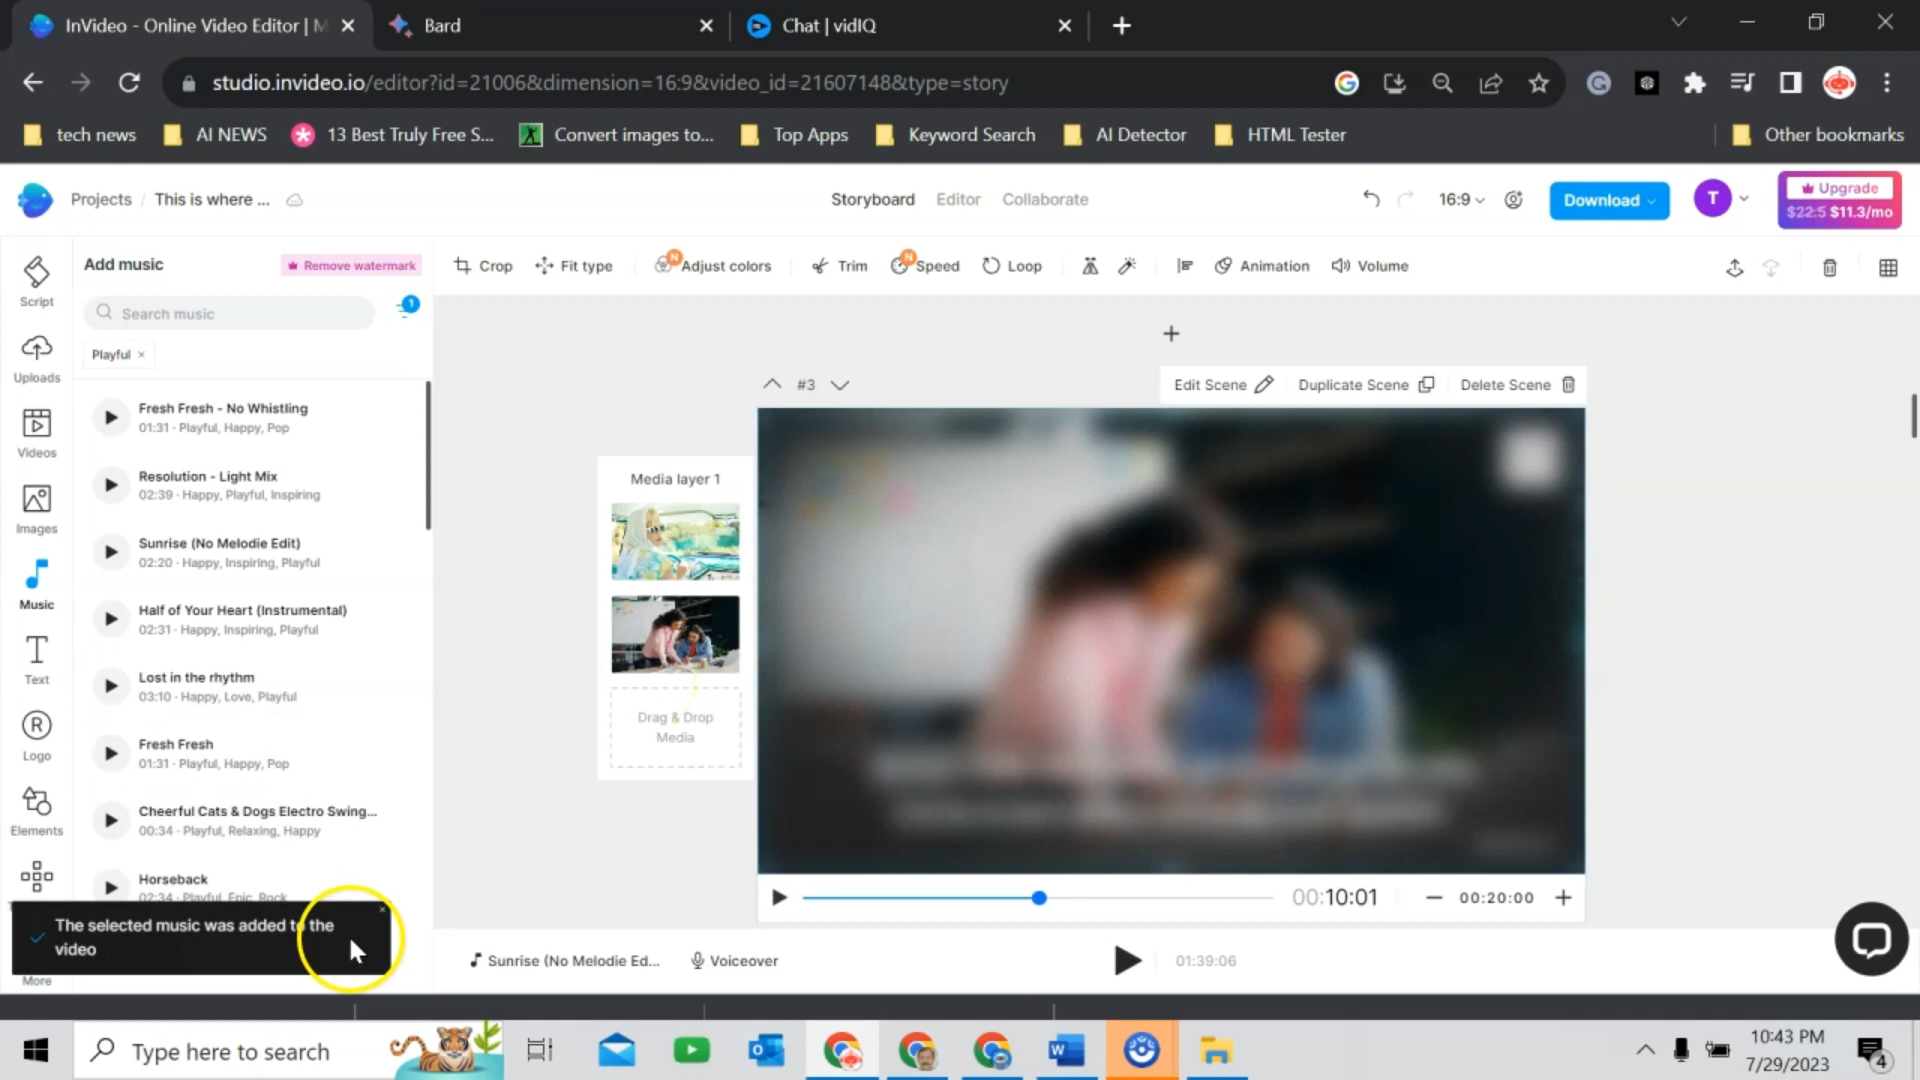 InVideo - Online Video Editor | M
Bard
Chat | vidIQ
studio.invideo.io/editor?id=21006&dimension=16:9&video_id=21607148&type=story
tech news
AI NEWS
13 Best Truly Free S...
Convert images to...
Top Apps
Keyword Search
AI Detector
HTML Tester
Other bookmarks
Projects / This is where ...
Storyboard
Editor
Collaborate
16:9
Download
T
Upgrade
$22.5 $11.3/mo
Script
Uploads
Videos
Images
Music
Text
Logo
Elements
More
Add music
Remove watermark
Search music
1
Playful ×
Fresh Fresh - No Whistling
01:31 · Playful, Happy, Pop
Resolution - Light Mix
02:39 · Happy, Playful, Inspiring
Sunrise (No Melodie Edit)
02:20 · Happy, Inspiring, Playful
Half of Your Heart (Instrumental)
02:31 · Happy, Inspiring, Playful
Lost in the rhythm
03:10 · Happy, Love, Playful
Fresh Fresh
01:31 · Playful, Happy, Pop
Cheerful Cats & Dogs Electro Swing...
00:34 · Playful, Relaxing, Happy
Horseback
02:34 · Playful, Epic, Rock
The selected music was added to the
video
Crop
Fit type
N
Adjust colors
Trim
N
Speed
Loop
Animation
Volume
#3
Edit Scene
Duplicate Scene
Delete Scene
Media layer 1
Drag & Drop
Media
00:10:01
00:20:00
Sunrise (No Melodie Ed...
Voiceover
01:39:06
Type here to search
10:43 PM
7/29/2023
4